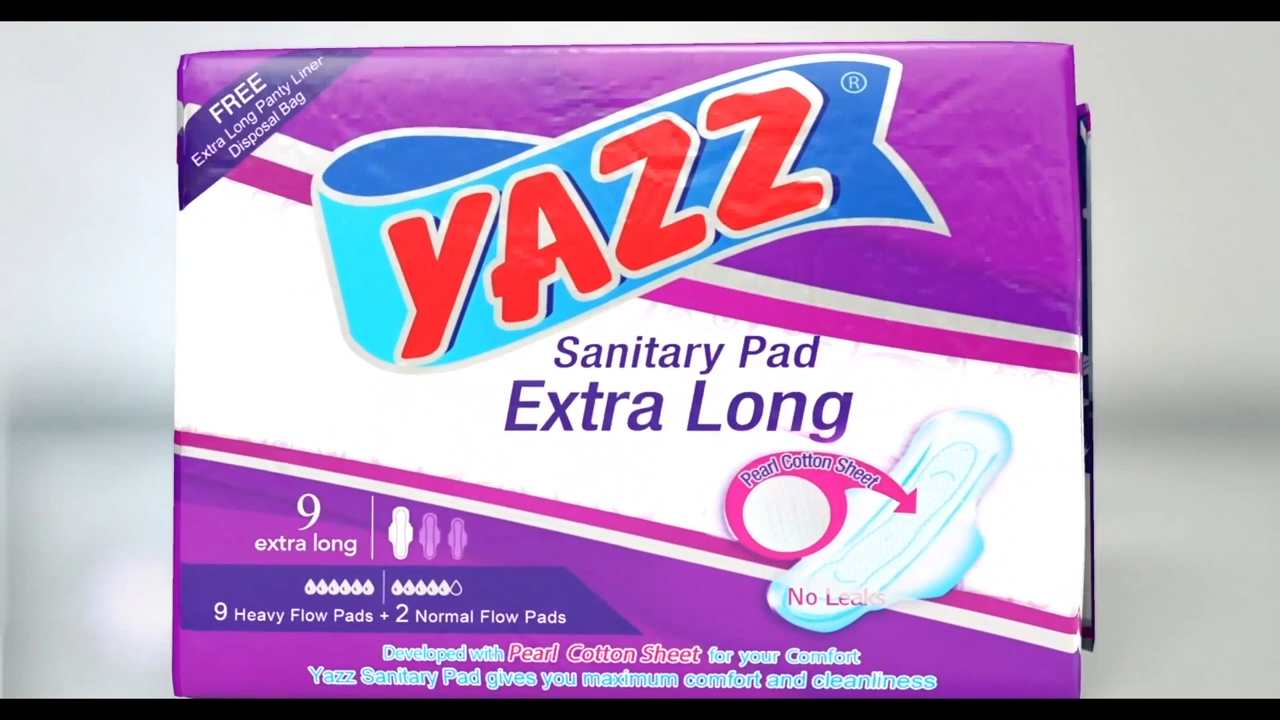 FREE
Extra Long Panty Liner
Disposal Bag
YAZZ ®
Sanitary Pad
Extra Long
Pearl Cotton Sheet
9
extra long
No Leaks
9 Heavy Flow Pads + 2 Normal Flow Pads
Developed with Pearl Cotton Sheet for your Comfort
Yazz Sanitary Pad gives you maximum comfort and cleanliness